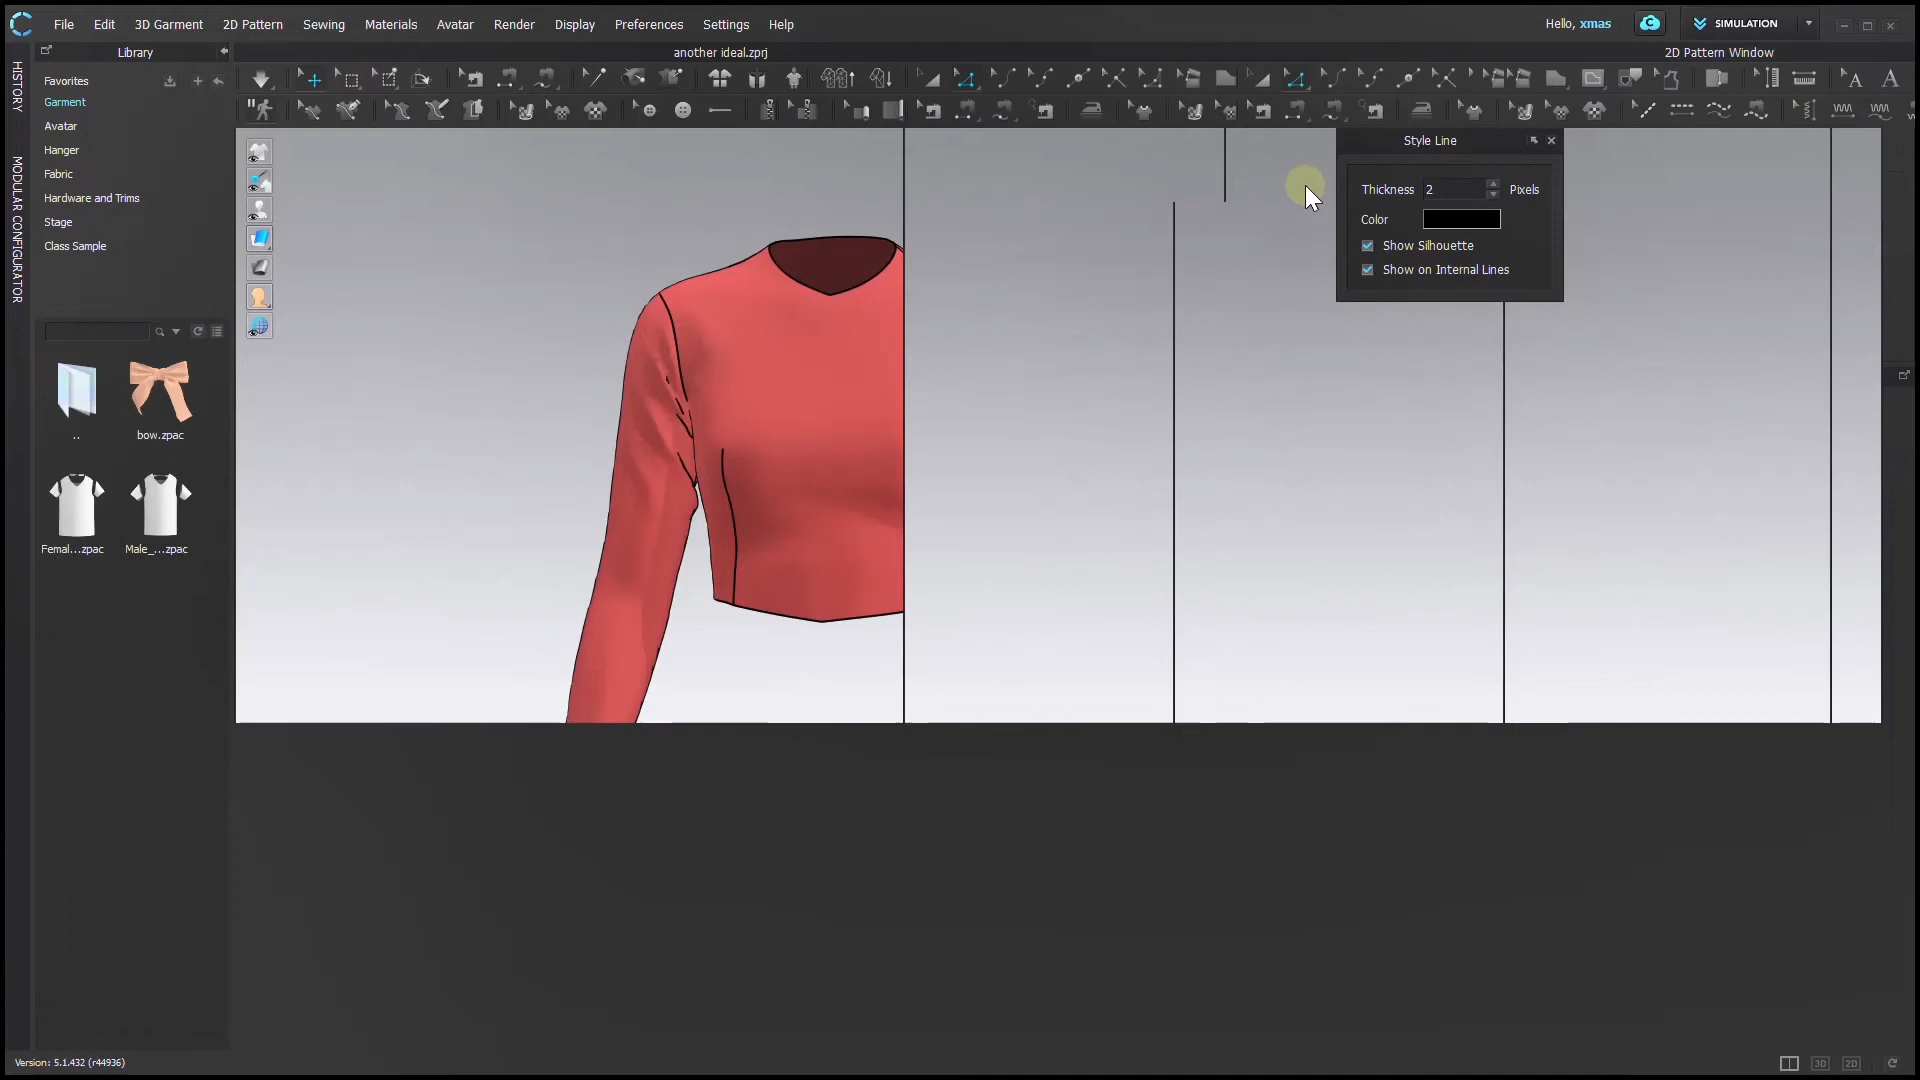 File Edit 3D Garment 2D Pattern Sewing Materials Avatar Render Display Preferences Settings Help
Hello, xmas
SIMULATION
Library
another ideal.zprj
2D Pattern Window
HISTORY
MODULAR CONFIGURATOR
Favorites
Garment
Avatar
Hanger
Fabric
Hardware and Trims
Stage
Class Sample
Style Line
Thickness 2 Pixels
Color
Show Silhouette
Show on Internal Lines
..
bow.zpac
Femal...zpac
Male_...zpac
Version: 5.1.432 (r44936)
3D
2D